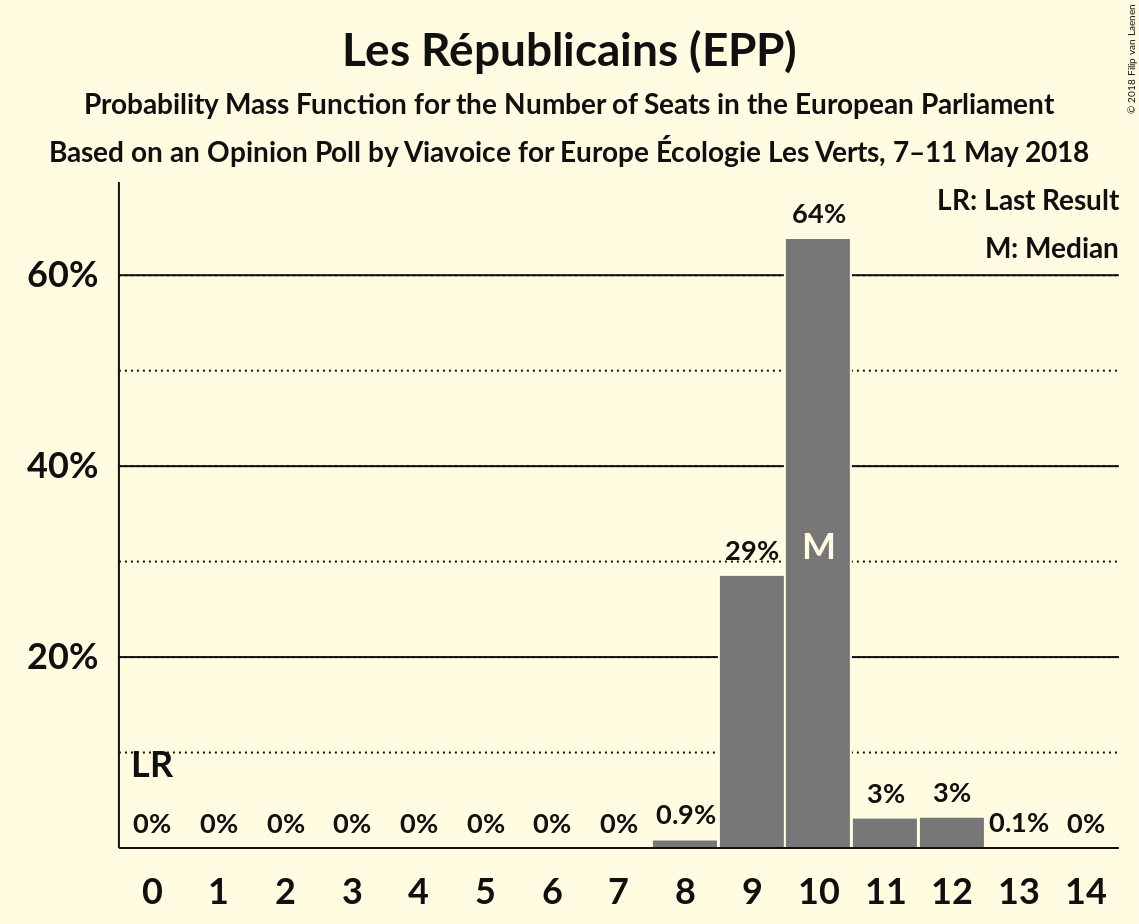 Les Républicains (EPP)
Probability Mass Function for the Number of Seats in the European Parliament
Based on an Opinion Poll by Viavoice for Europe Écologie Les Verts, 7–11 May 2018
© 2018 Filip van Laenen
LR: Last Result
M: Median
60%
40%
20%
LR
M
0% 0% 0% 0% 0% 0% 0% 0% 0.9% 29% 64% 3% 3% 0.1% 0%
0 1 2 3 4 5 6 7 8 9 10 11 12 13 14